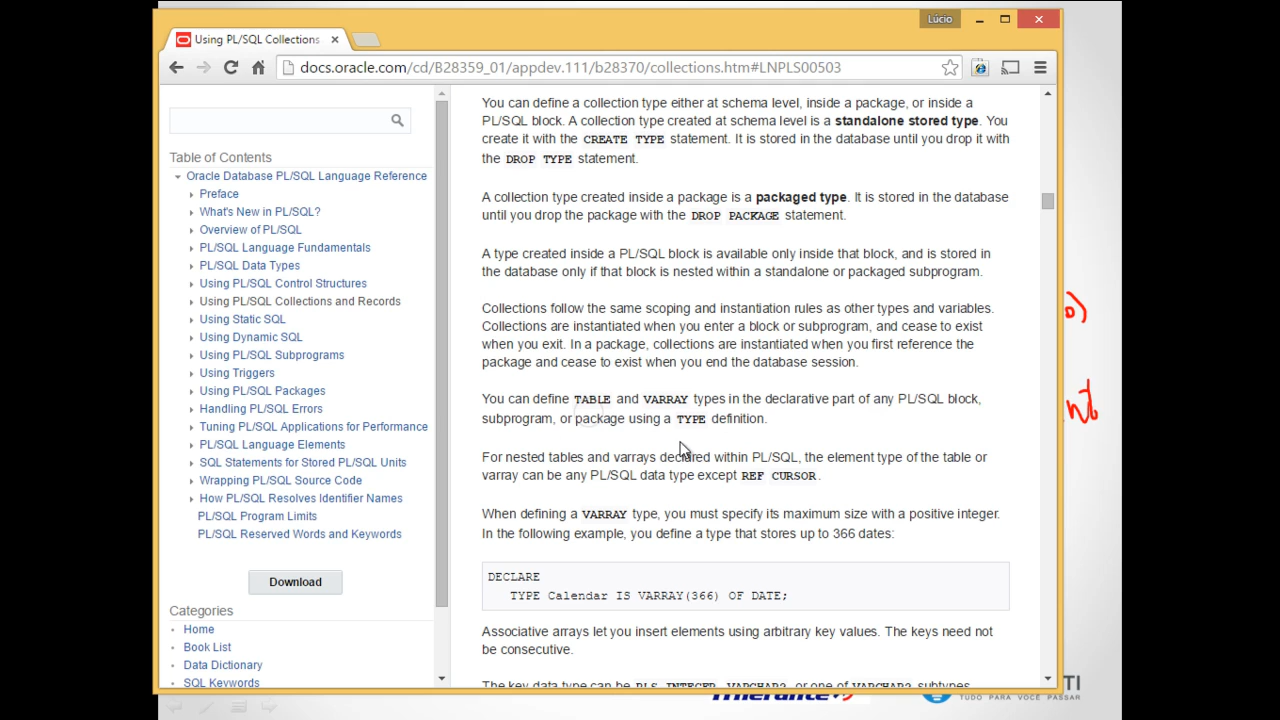 Lúcio
Using PL/SQL Collections
docs.oracle.com/cd/B28359_01/appdev.111/b28370/collections.htm#LNPLS00503
Table of Contents
Oracle Database PL/SQL Language Reference
Preface
What's New in PL/SQL?
Overview of PL/SQL
PL/SQL Language Fundamentals
PL/SQL Data Types
Using PL/SQL Control Structures
Using PL/SQL Collections and Records
Using Static SQL
Using Dynamic SQL
Using PL/SQL Subprograms
Using Triggers
Using PL/SQL Packages
Handling PL/SQL Errors
Tuning PL/SQL Applications for Performance
PL/SQL Language Elements
SQL Statements for Stored PL/SQL Units
Wrapping PL/SQL Source Code
How PL/SQL Resolves Identifier Names
PL/SQL Program Limits
PL/SQL Reserved Words and Keywords
Download
Categories
Home
Book List
Data Dictionary
SQL Keywords
You can define a collection type either at schema level, inside a package, or inside a
PL/SQL block. A collection type created at schema level is a standalone stored type. You
create it with the CREATE TYPE statement. It is stored in the database until you drop it with
the DROP TYPE statement.
A collection type created inside a package is a packaged type. It is stored in the database
until you drop the package with the DROP PACKAGE statement.
A type created inside a PL/SQL block is available only inside that block, and is stored in
the database only if that block is nested within a standalone or packaged subprogram.
Collections follow the same scoping and instantiation rules as other types and variables.
Collections are instantiated when you enter a block or subprogram, and cease to exist
when you exit. In a package, collections are instantiated when you first reference the
package and cease to exist when you end the database session.
You can define TABLE and VARRAY types in the declarative part of any PL/SQL block,
subprogram, or package using a TYPE definition.
For nested tables and varrays declared within PL/SQL, the element type of the table or
varray can be any PL/SQL data type except REF CURSOR.
When defining a VARRAY type, you must specify its maximum size with a positive integer.
In the following example, you define a type that stores up to 366 dates:
DECLARE
TYPE Calendar IS VARRAY(366) OF DATE;
Associative arrays let you insert elements using arbitrary key values. The keys need not
be consecutive.
The key data type can be PLS_INTEGER, VARCHAR2, or one of VARCHAR2 subtypes
o)
nt
TI
TUDO PARA VOCÊ PASSAR